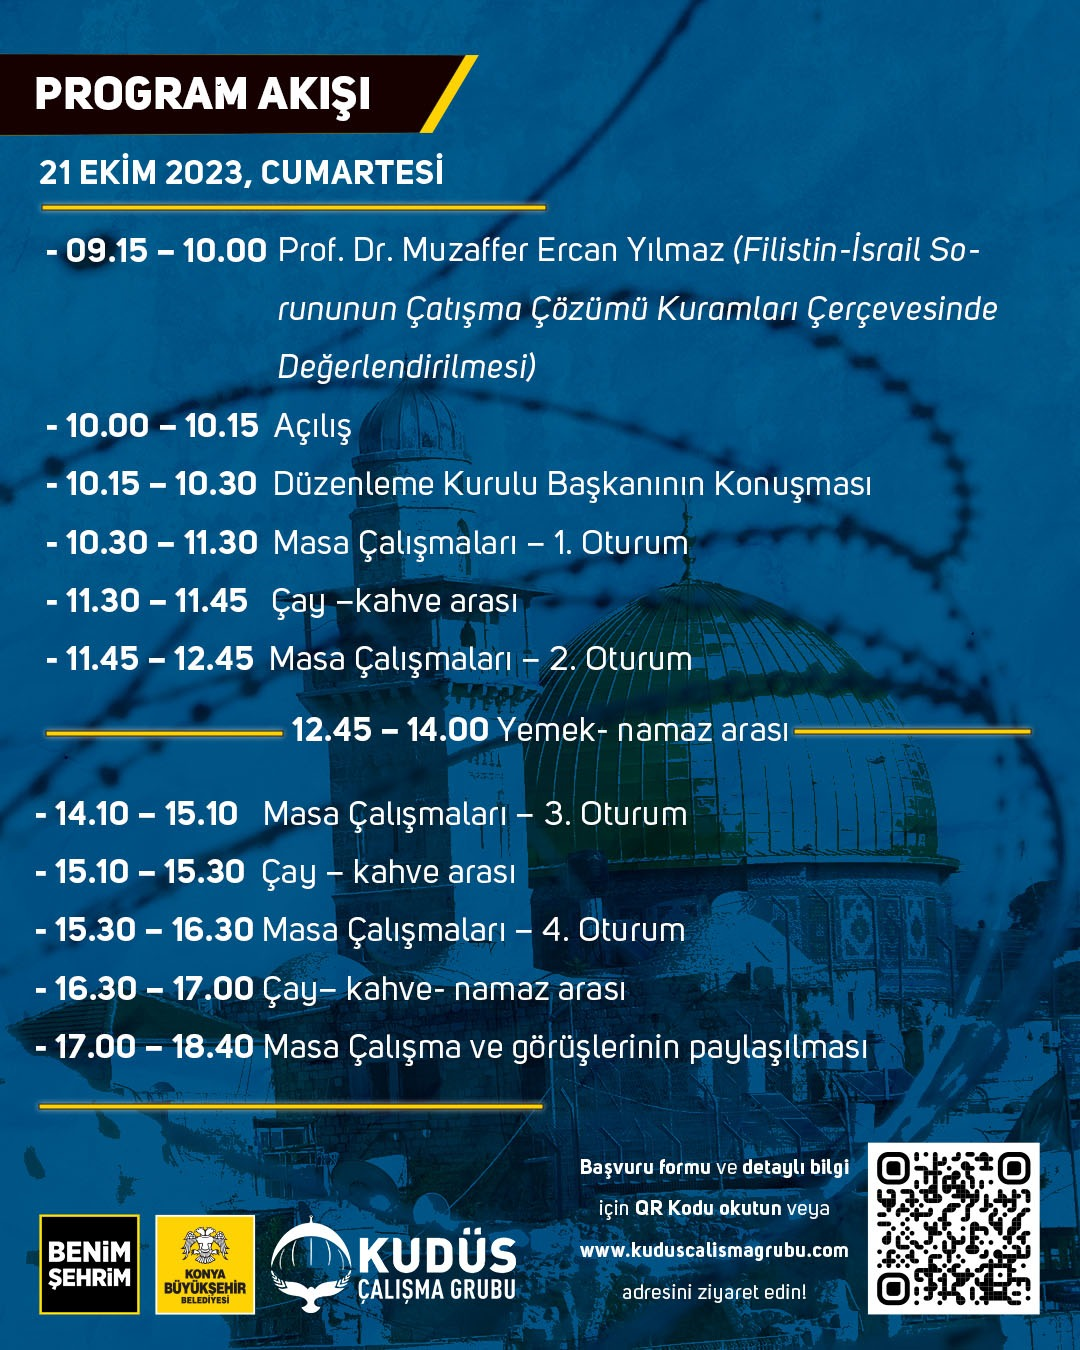 PROGRAM AKIŞI
21 EKİM 2023, CUMARTESİ
- 09.15 – 10.00 Prof. Dr. Muzaffer Ercan Yılmaz (Filistin-İsrail So-
rununun Çatışma Çözümü Kuramları Çerçevesinde
Değerlendirilmesi)
- 10.00 – 10.15 Açılış
- 10.15 – 10.30 Düzenleme Kurulu Başkanının Konuşması
- 10.30 – 11.30 Masa Çalışmaları – 1. Oturum
- 11.30 – 11.45 Çay –kahve arası
- 11.45 – 12.45 Masa Çalışmaları – 2. Oturum
12.45 – 14.00 Yemek- namaz arası
- 14.10 – 15.10 Masa Çalışmaları – 3. Oturum
- 15.10 – 15.30 Çay – kahve arası
- 15.30 – 16.30 Masa Çalışmaları – 4. Oturum
- 16.30 – 17.00 Çay– kahve- namaz arası
- 17.00 – 18.40 Masa Çalışma ve görüşlerinin paylaşılması
Başvuru formu ve detaylı bilgi
için QR Kodu okutun veya
www.kuduscalismagrubu.com
adresini ziyaret edin!
BENiM
ŞEHRiM
KONYA
BÜYÜKŞEHİR
BELEDİYESİ
KUDÜS
ÇALIŞMA GRUBU